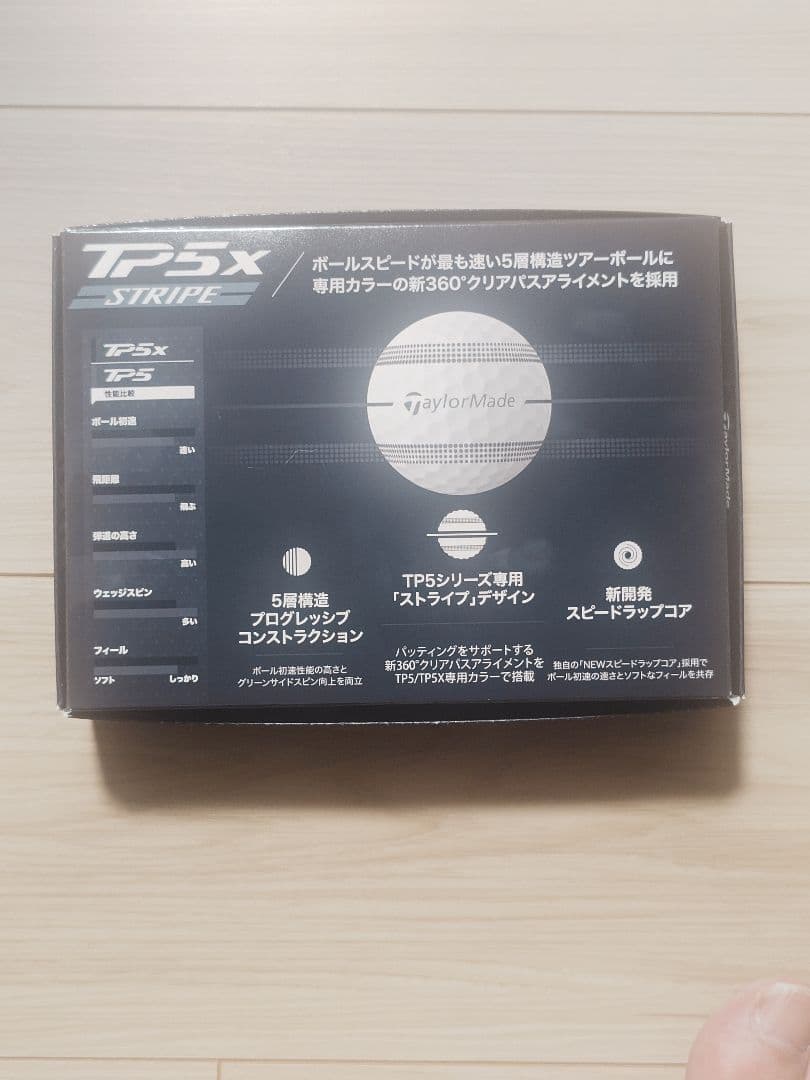 TP5x
STRIPE
ボールスピードが最も速い5層構造ツアーボールに
専用カラーの新360°クリアパスアライメントを採用
TP5x
TP5
性能比較
ボール初速
速い
飛距離
飛ぶ
弾道の高さ
高い
ウェッジスピン
多い
フィール
ソフト しっかり
TaylorMade
5層構造
プログレッシブ
コンストラクション
ボール初速性能の高さと
グリーンサイドスピン向上を両立
TP5シリーズ専用
「ストライプ」デザイン
パッティングをサポートする
新360°クリアパスアライメントを
TP5/TP5X専用カラーで搭載
新開発
スピードラップコア
独自の「NEWスピードラップコア」採用で
ボール初速の速さとソフトなフィールを共存
TaylorMade